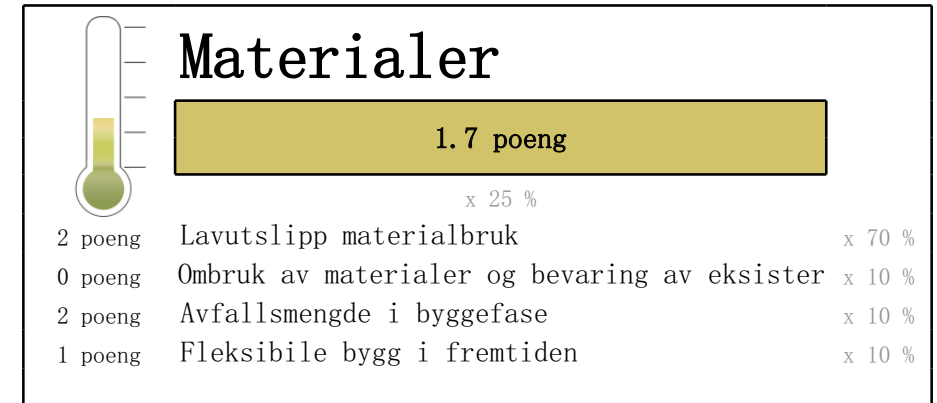 Materialer
1.7 poeng
x 25 %
2 poeng Lavutslipp materialbruk x 70 %
0 poeng Ombruk av materialer og bevaring av eksister x 10 %
2 poeng Avfallsmengde i byggefase x 10 %
1 poeng Fleksibile bygg i fremtiden x 10 %